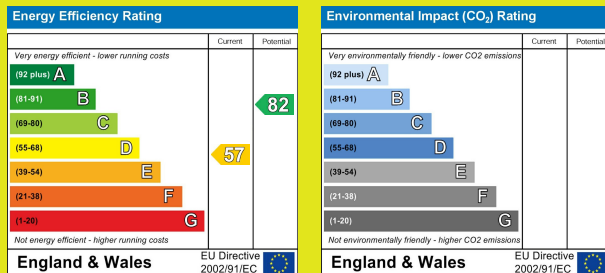 Energy Efficiency Rating
Current Potential
Very energy efficient - lower running costs
(92 plus) A
(81-91) B
82
(69-80) C
(55-68) D
57
(39-54) E
(21-38) F
(1-20) G
Not energy efficient - higher running costs
England & Wales
EU Directive
2002/91/EC
Environmental Impact (CO₂) Rating
Current Potential
Very environmentally friendly - lower CO2 emissions
(92 plus) A
(81-91) B
(69-80) C
(55-68) D
(39-54) E
(21-38) F
(1-20) G
Not environmentally friendly - higher CO2 emissions
England & Wales
EU Directive
2002/91/EC